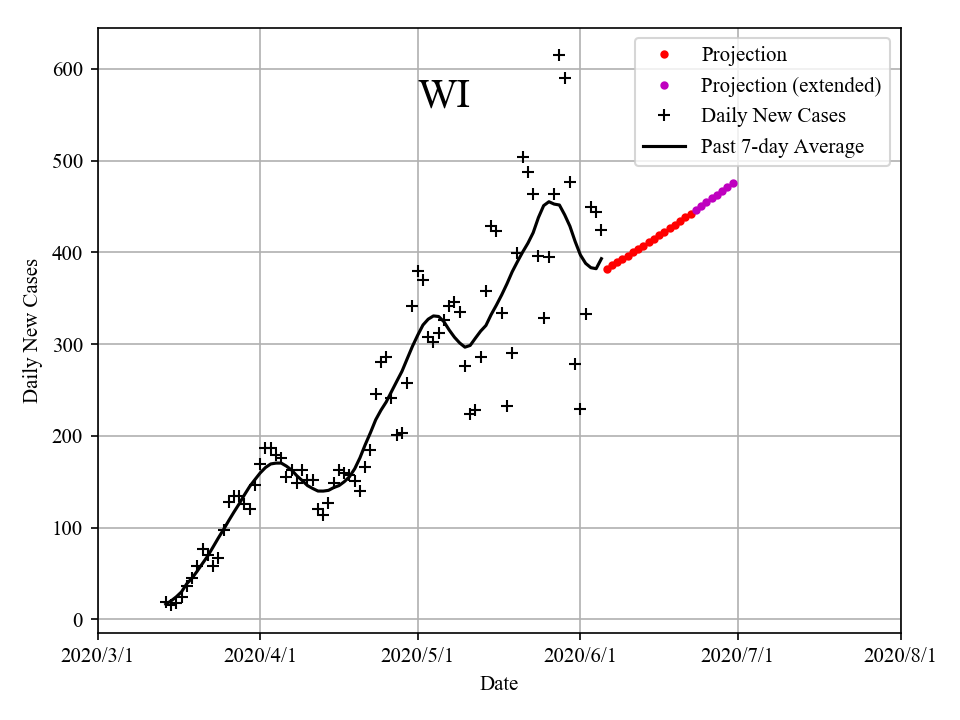 WI
Projection
Projection (extended)
Daily New Cases
Past 7-day Average
Daily New Cases
600
500
400
300
200
100
0
2020/3/1
2020/4/1
2020/5/1
2020/6/1
2020/7/1
2020/8/1
Date